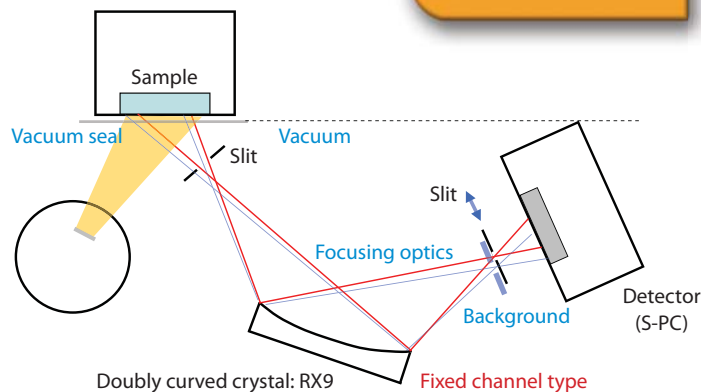 Sample
Vacuum seal
Vacuum
Slit
Slit
Focusing optics
Background
Detector
(S-PC)
Doubly curved crystal: RX9
Fixed channel type